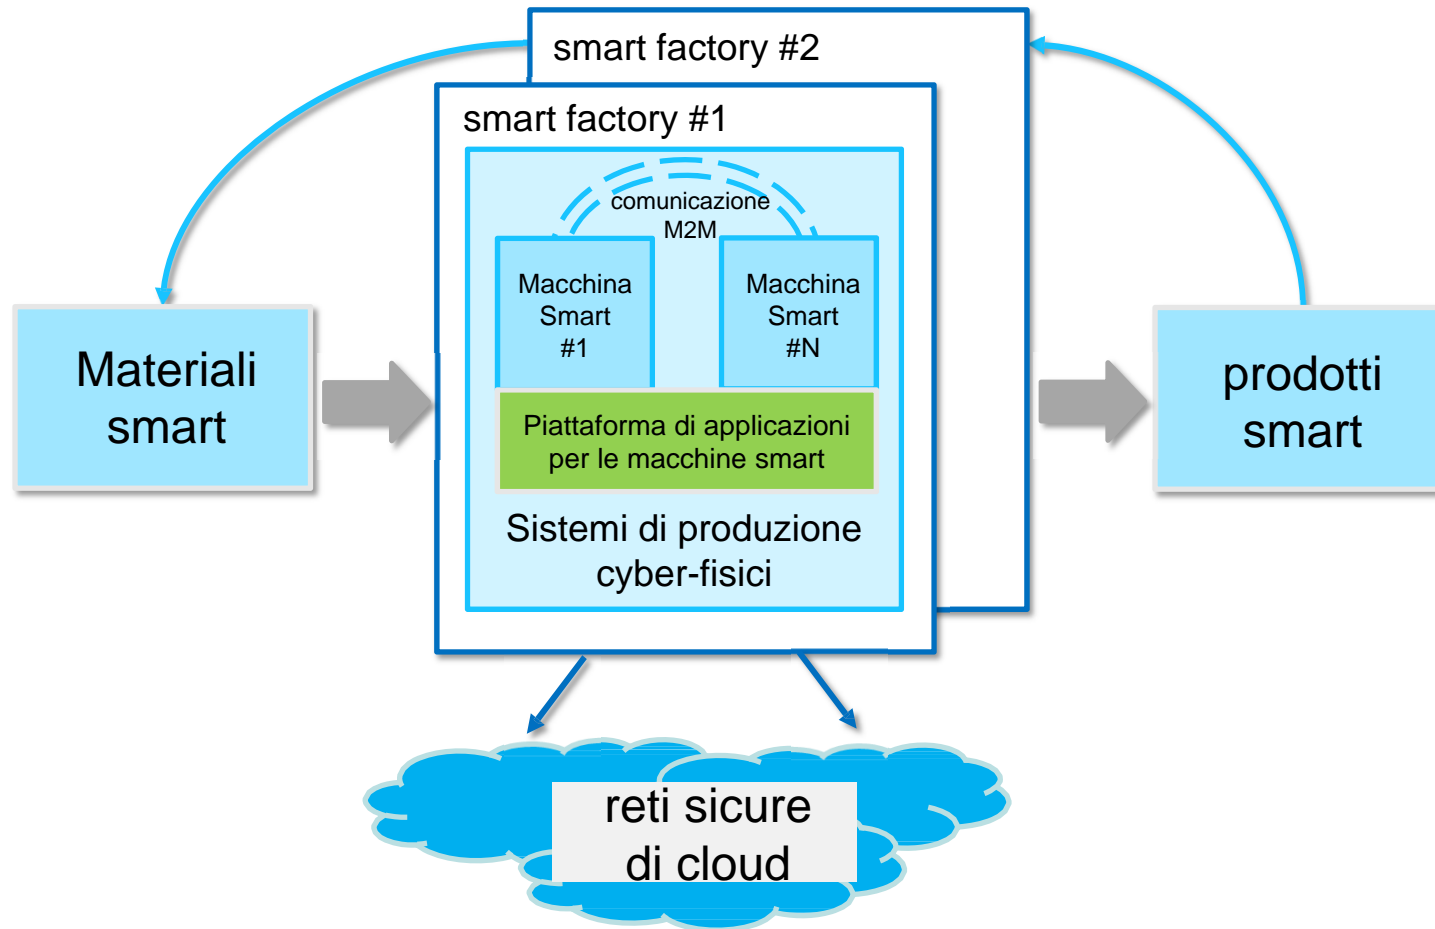 smart factory #2
smart factory #1
comunicazione
M2M
Macchina
Smart
#1
Macchina
Smart
#N
Materiali
smart
prodotti
smart
Piattaforma di applicazioni
per le macchine smart
Sistemi di produzione
cyber-fisici
reti sicure
di cloud